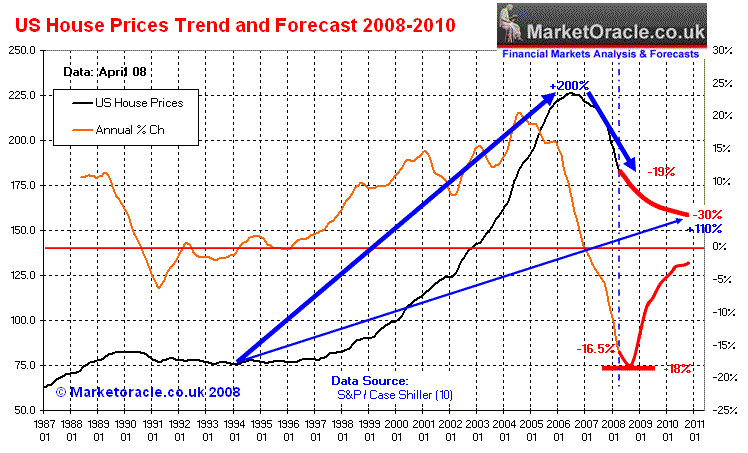 US House Prices Trend and Forecast 2008-2010
MarketOracle.co.uk
Financial Markets Analysis & Forecasts
250.0
225.0
200.0
175.0
150.0
125.0
100.0
75.0
50.0
30%
25%
20%
15%
10%
5%
0%
-5%
-10%
-15%
-20%
-25%
Data: April 08
US House Prices
Annual % Ch
+200%
-19%
-30%
+110%
-16.5%
-18%
Data Source:
S&P / Case Shiller (10)
© Marketoracle.co.uk 2008
1987 1988 1989 1990 1991 1992 1993 1994 1995 1996 1997 1998 1999 2000 2001 2002 2003 2004 2005 2006 2007 2008 2009 2010 2011
01 01 01 01 01 01 01 01 01 01 01 01 01 01 01 01 01 01 01 01 01 01 01 01 01